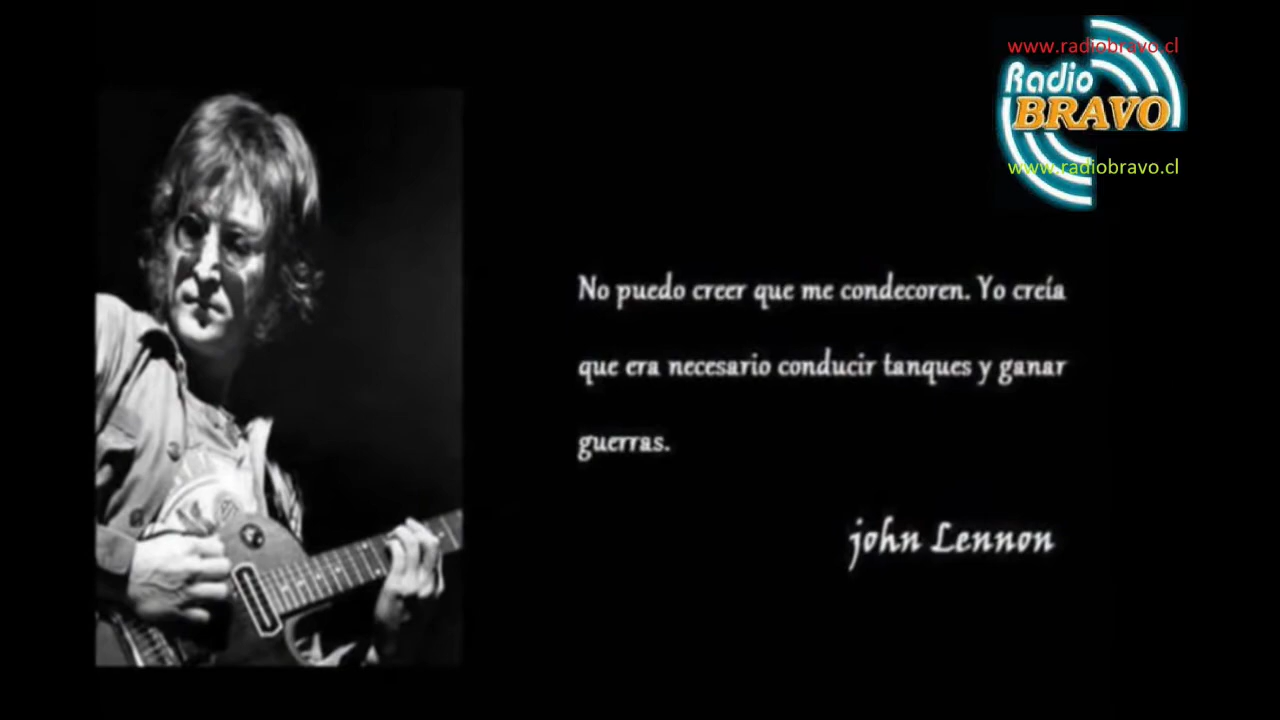 www.radiobravo.cl
Radio
BRAVO
www.radiobravo.cl
No puedo creer que me condecoren. Yo creía
que era necesario conducir tanques y ganar
guerras.
john Lennon